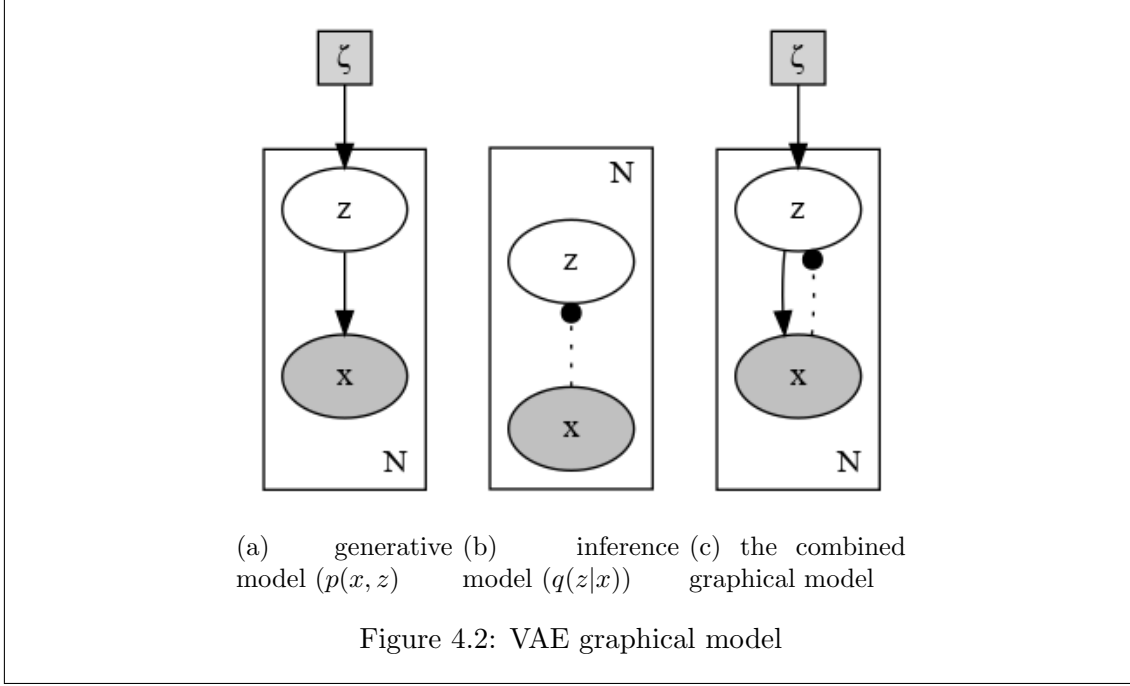 ζ
z
x
N
N
z
x
ζ
z
x
N
(a) generative
model (p(x, z)
(b) inference
model (q(z|x))
(c) the combined
graphical model
Figure 4.2: VAE graphical model